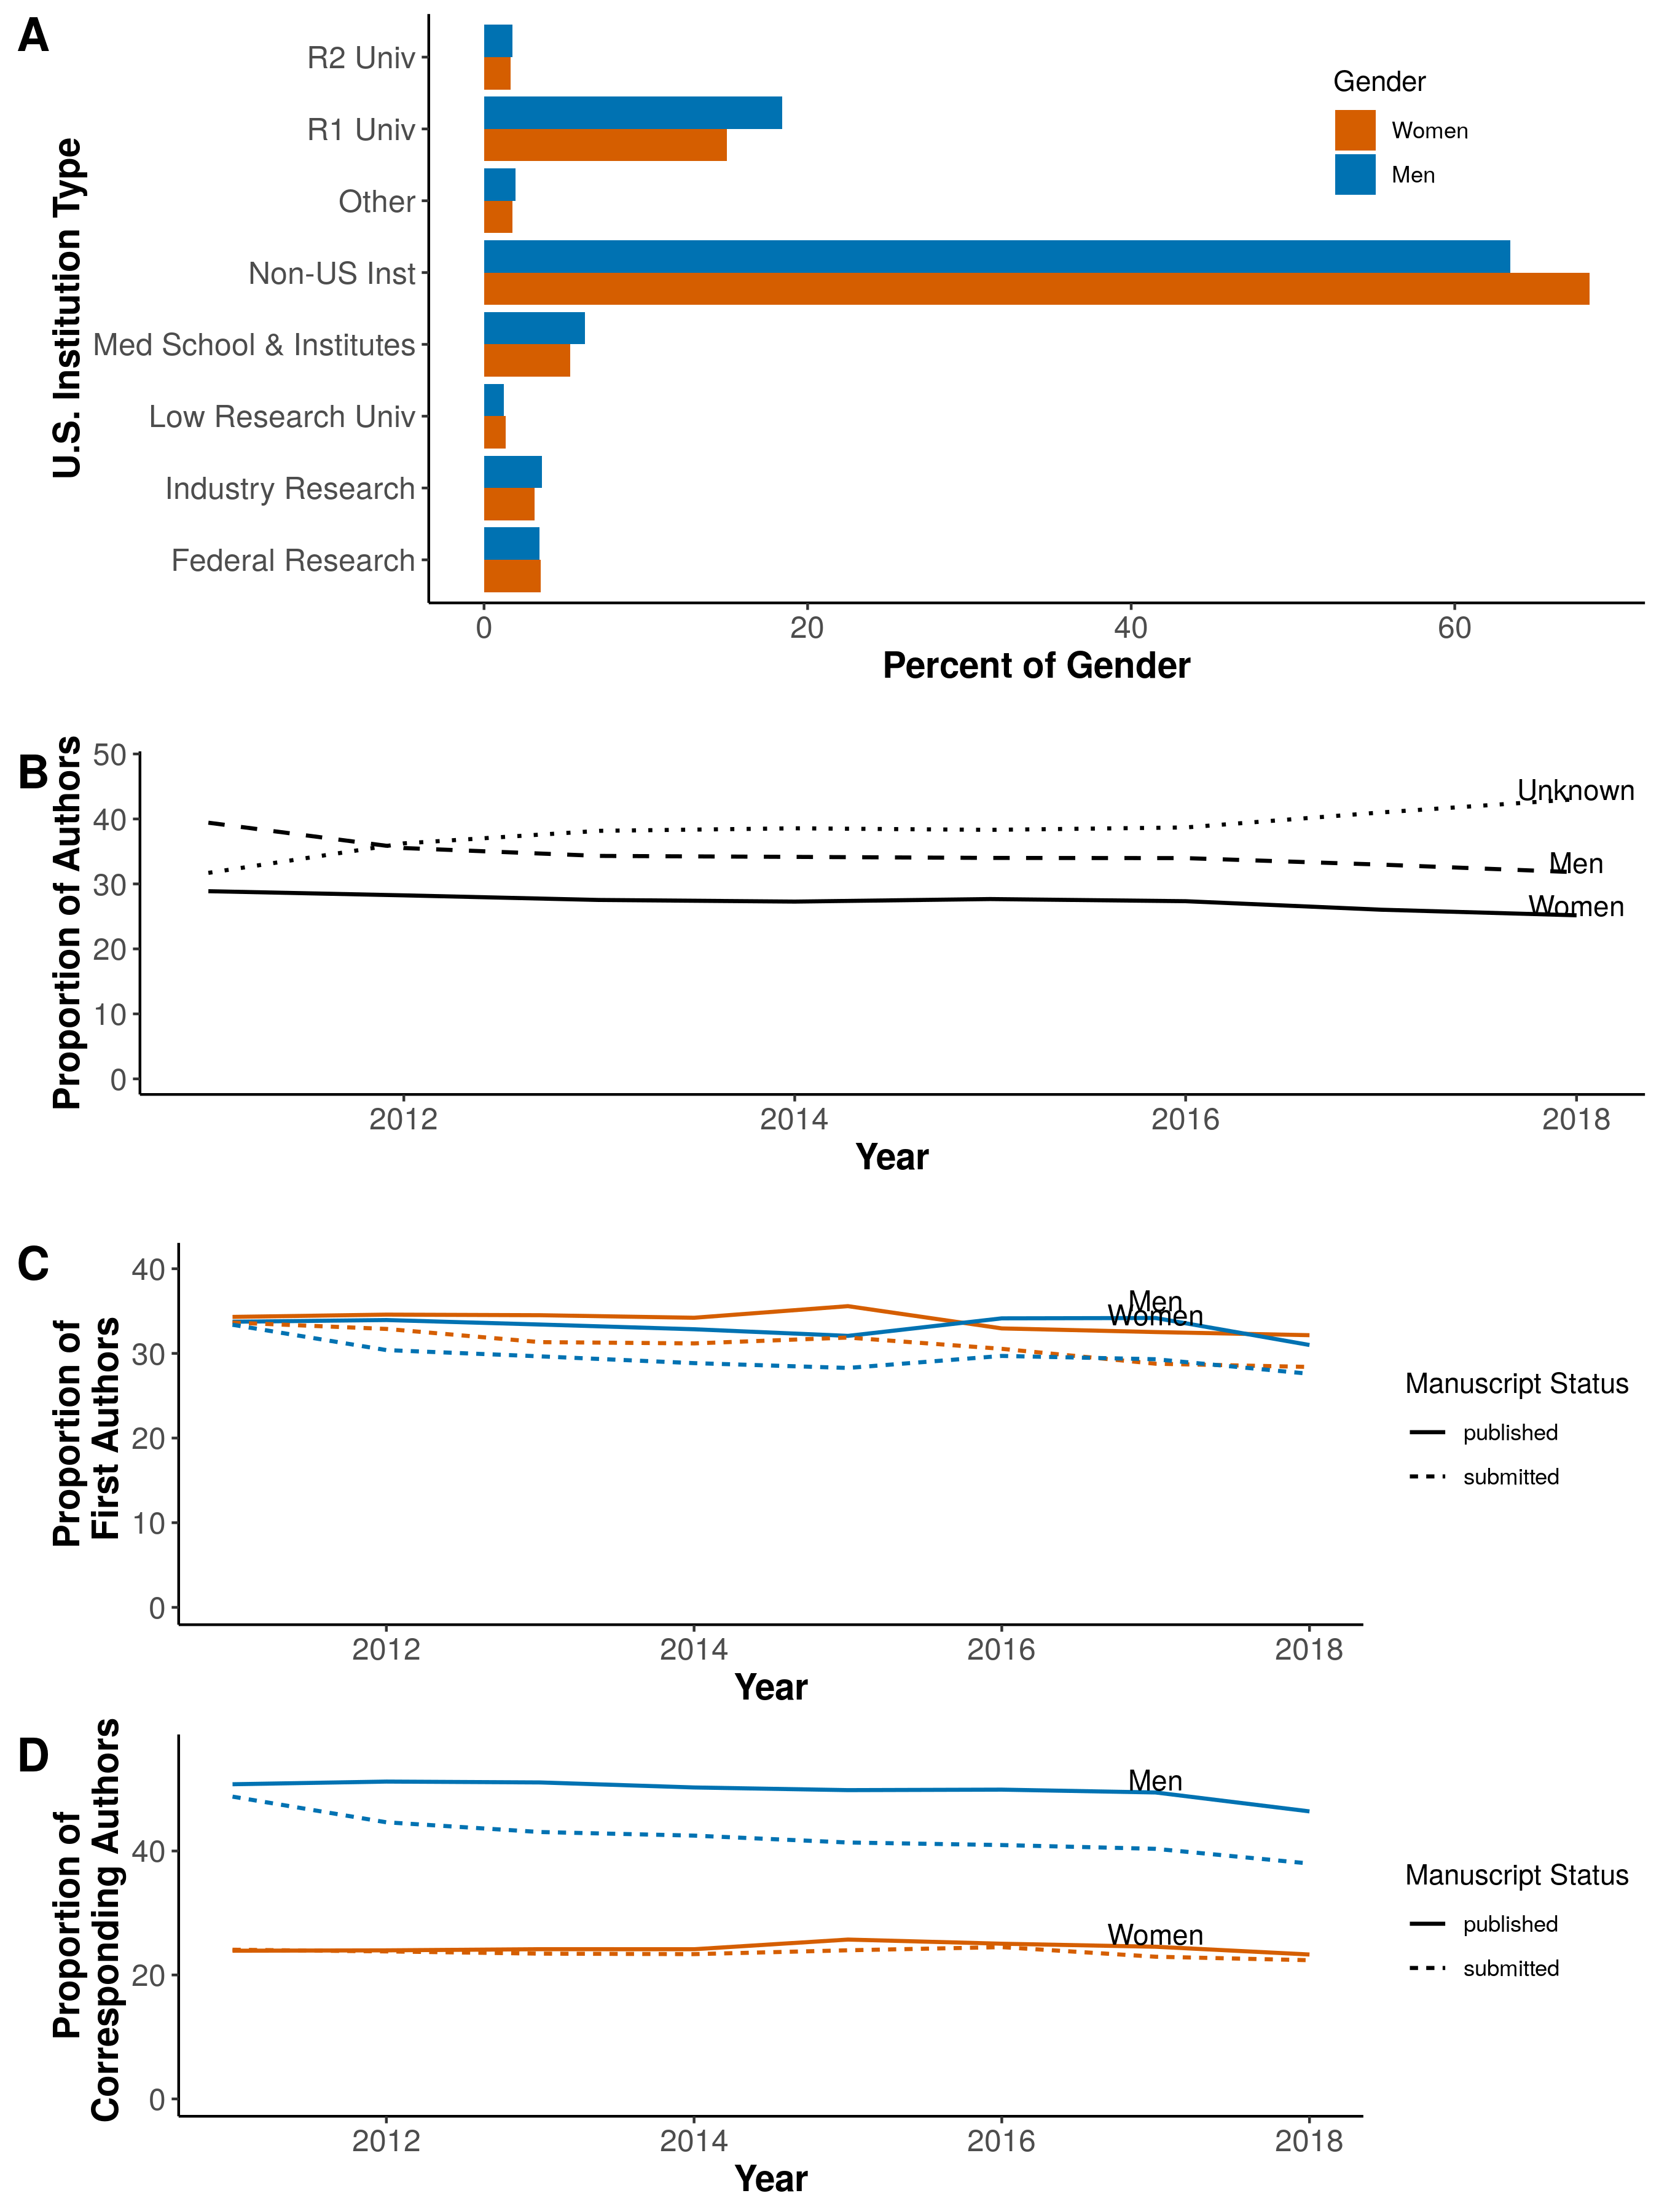 A
U.S. Institution Type
R2 Univ
R1 Univ
Other
Non-US Inst
Med School & Institutes
Low Research Univ
Industry Research
Federal Research
Gender
Women
Men
0 20 40 60
Percent of Gender
B
Proportion of Authors
50
40
30
20
10
0
Unknown
Men
Women
2012 2014 2016 2018
Year
C
Proportion of
First Authors
40
30
20
10
0
Men
Women
Manuscript Status
published
submitted
2012 2014 2016 2018
Year
D
Proportion of
Corresponding Authors
40
20
0
Men
Women
Manuscript Status
published
submitted
2012 2014 2016 2018
Year